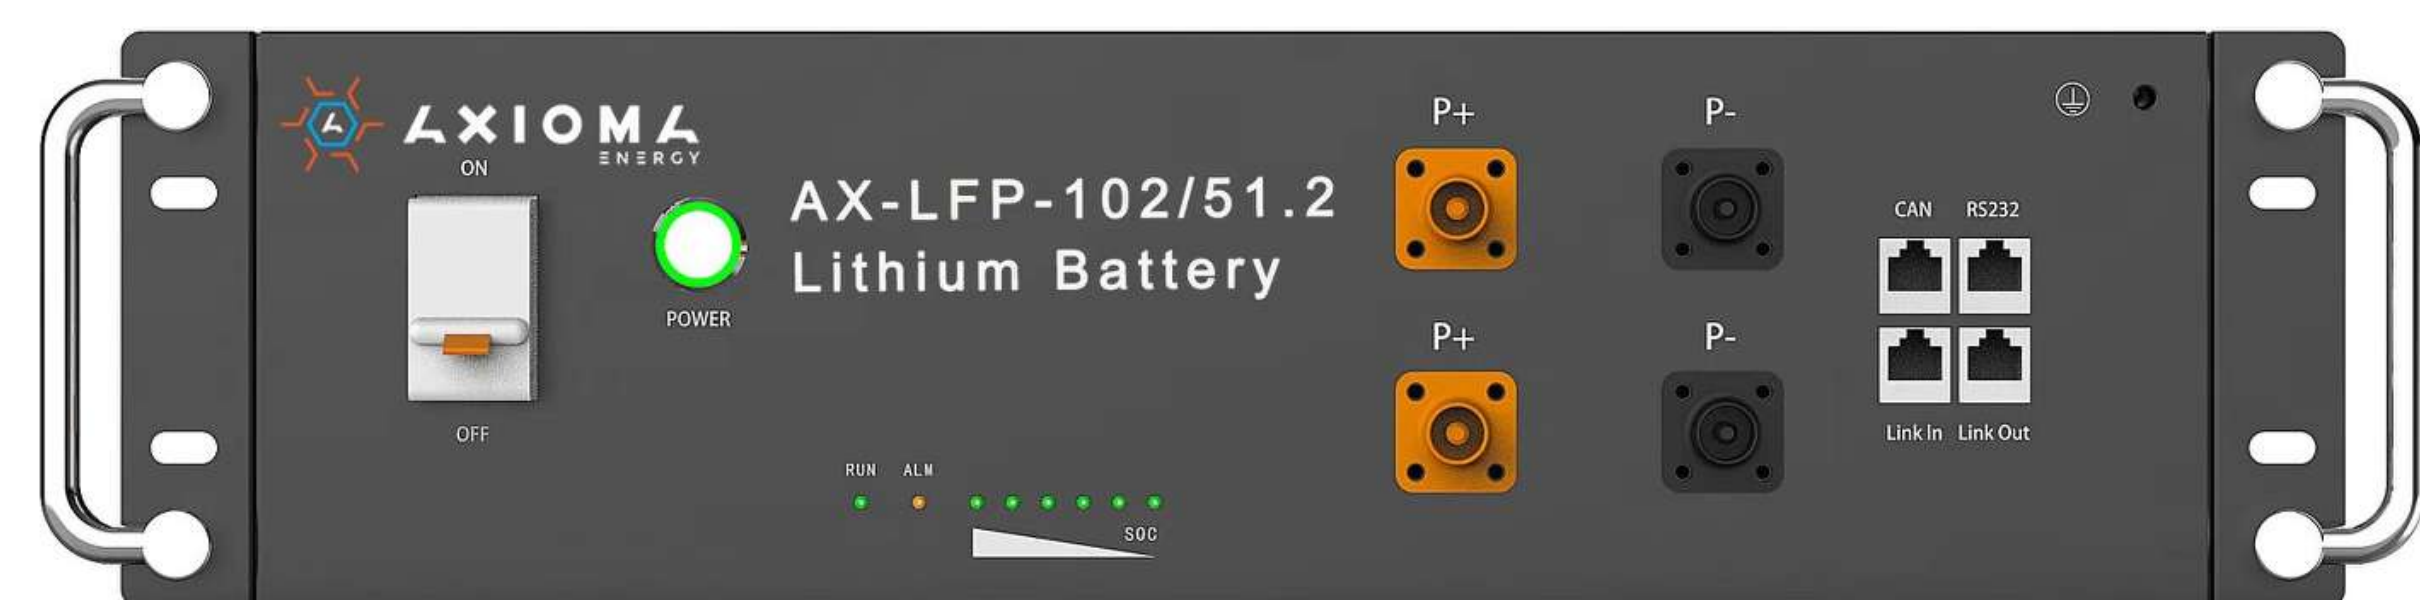 AXIOMA
ENERGY
ON
OFF
POWER
AX-LFP-102/51.2
Lithium Battery
RUN ALM
SOC
P+ P-
P+ P-
CAN RS232
Link In Link Out